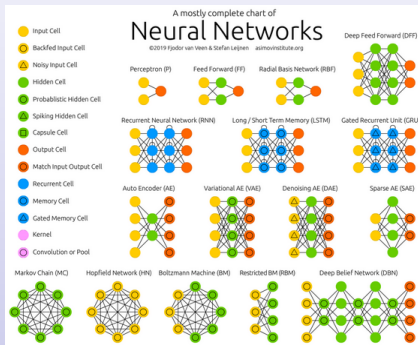 A mostly complete chart of
Neural Networks
©2019 Fjodor van Veen & Stefan Leijnen asimovinstitute.org
Input Cell
Backfed Input Cell
Noisy Input Cell
Hidden Cell
Probablistic Hidden Cell
Spiking Hidden Cell
Capsule Cell
Output Cell
Match Input Output Cell
Recurrent Cell
Memory Cell
Gated Memory Cell
Kernel
Convolution or Pool
Deep Feed Forward (DFF)
Perceptron (P)
Feed Forward (FF)
Radial Basis Network (RBF)
Recurrent Neural Network (RNN)
Long / Short Term Memory (LSTM)
Gated Recurrent Unit (GRU)
Auto Encoder (AE)
Variational AE (VAE)
Denoising AE (DAE)
Sparse AE (SAE)
Markov Chain (MC)
Hopfield Network (HN)
Boltzmann Machine (BM)
Restricted BM (RBM)
Deep Belief Network (DBN)